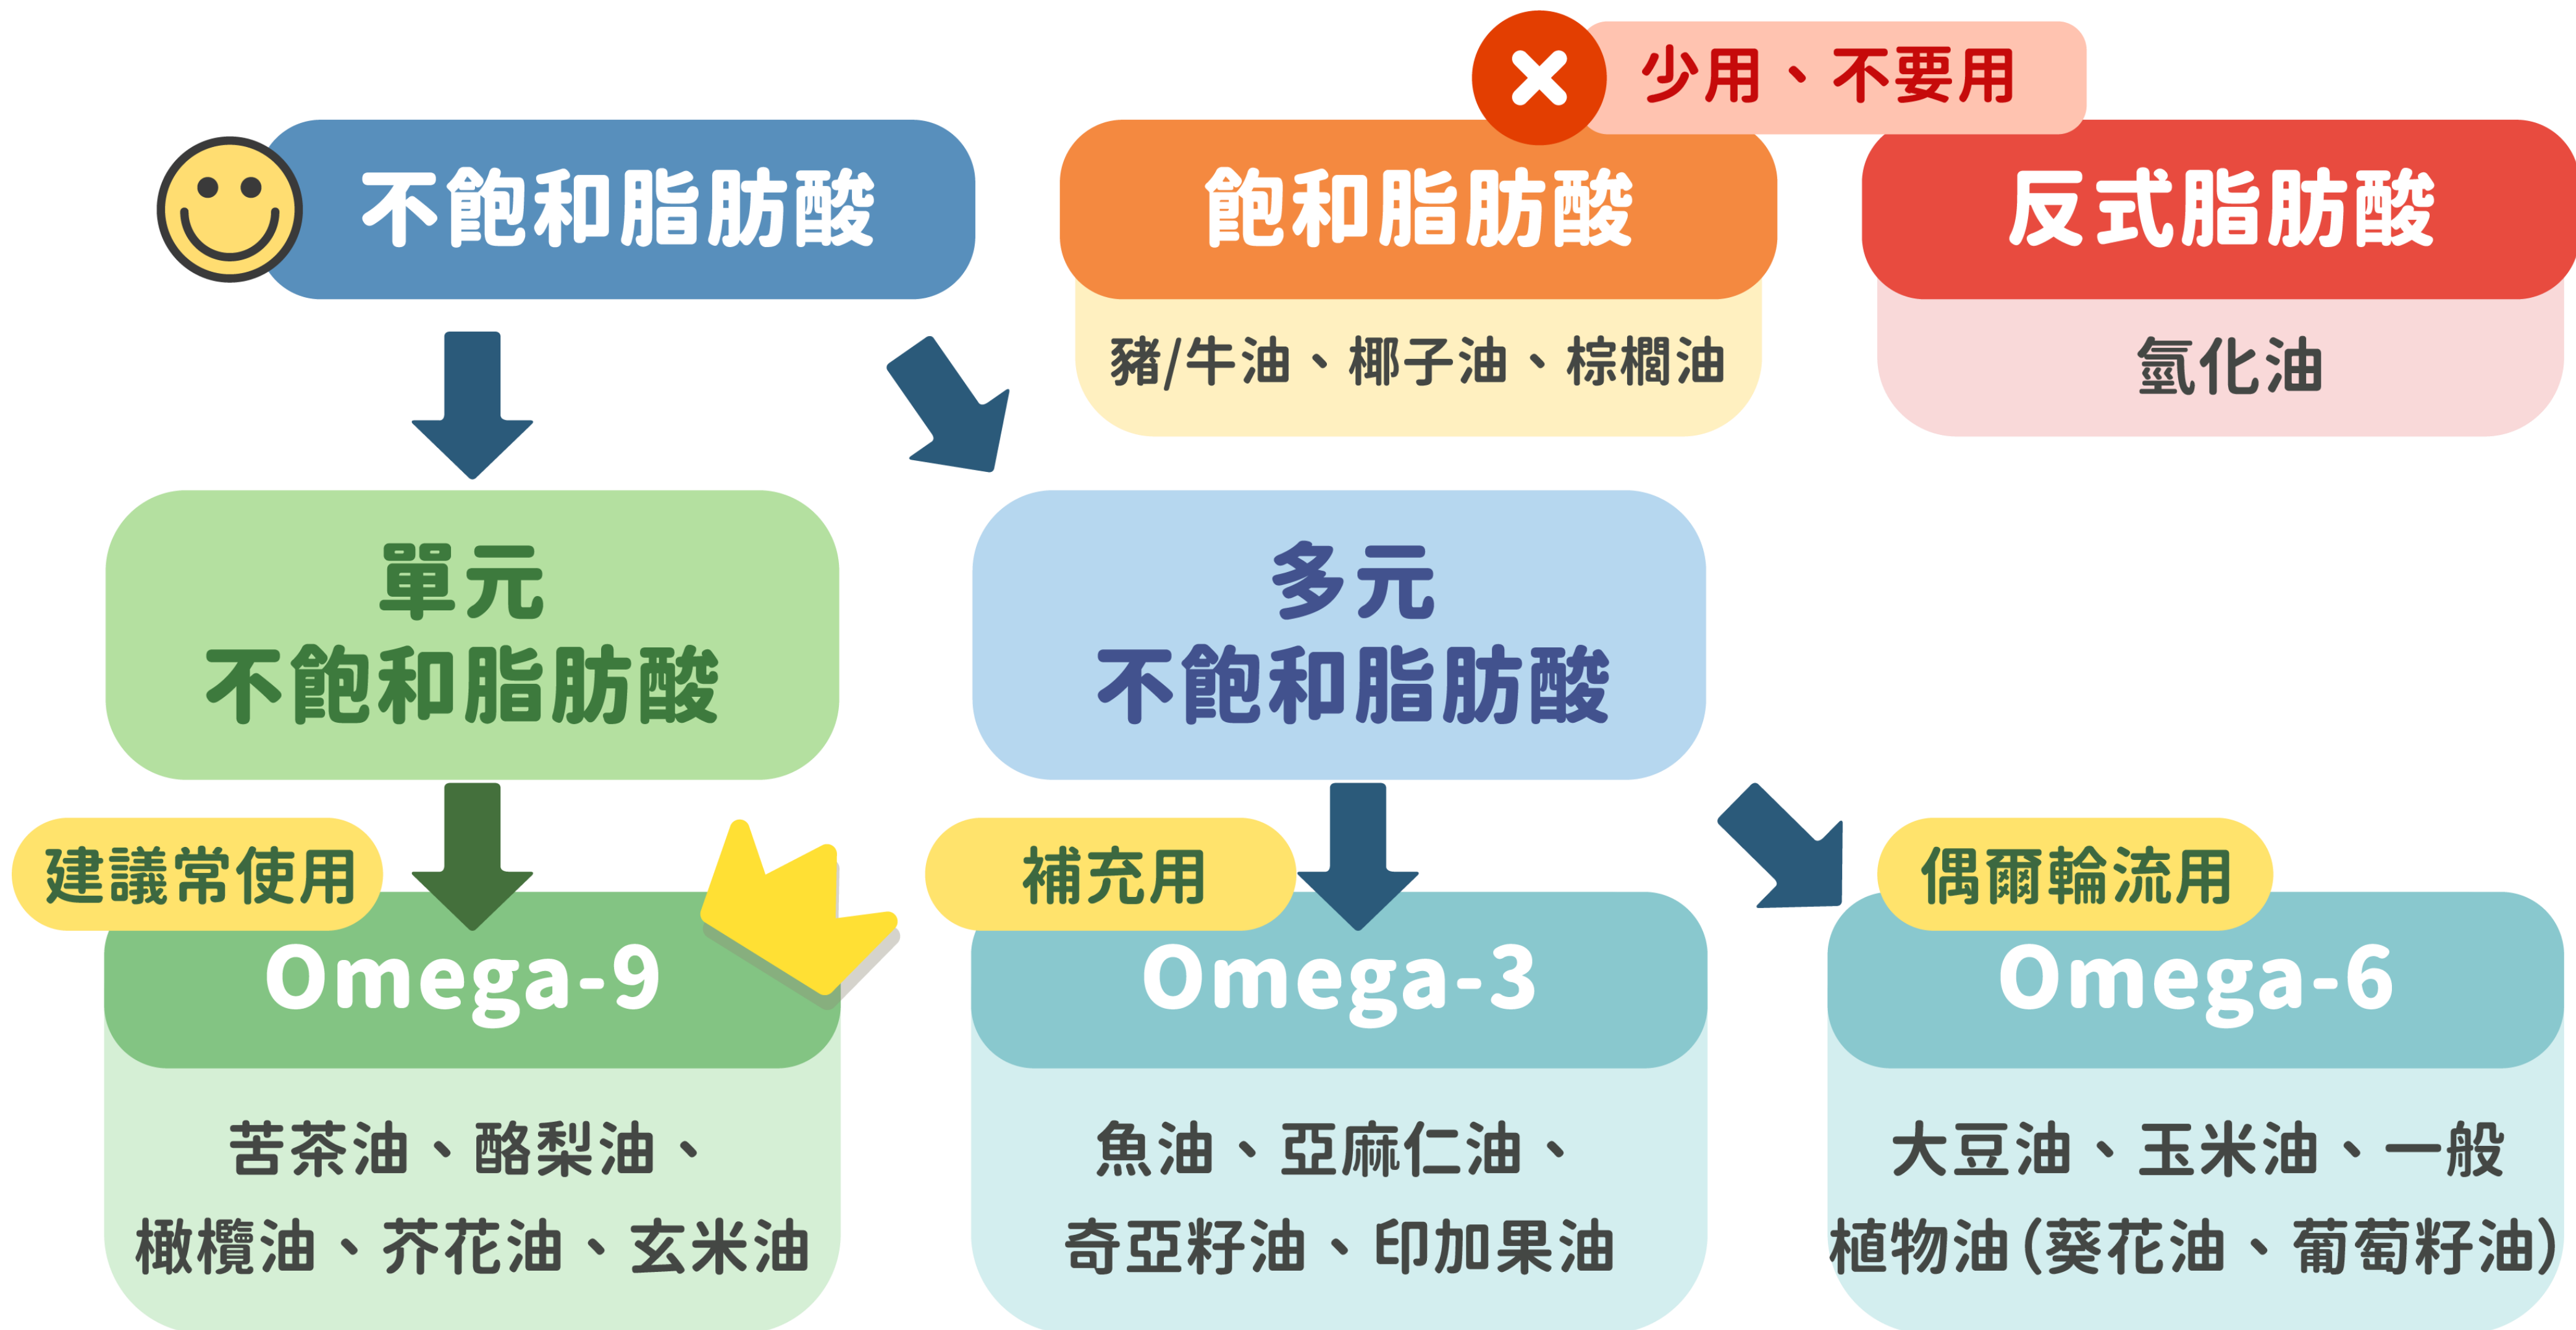 少用、不要用
不飽和脂肪酸
飽和脂肪酸
反式脂肪酸
豬/牛油、椰子油、棕櫚油
氫化油
單元
不飽和脂肪酸
多元
不飽和脂肪酸
建議常使用
補充用
偶爾輪流用
Omega-9
Omega-3
Omega-6
苦茶油、酪梨油、
橄欖油、芥花油、玄米油
魚油、亞麻仁油、
奇亞籽油、印加果油
大豆油、玉米油、一般
植物油(葵花油、葡萄籽油)